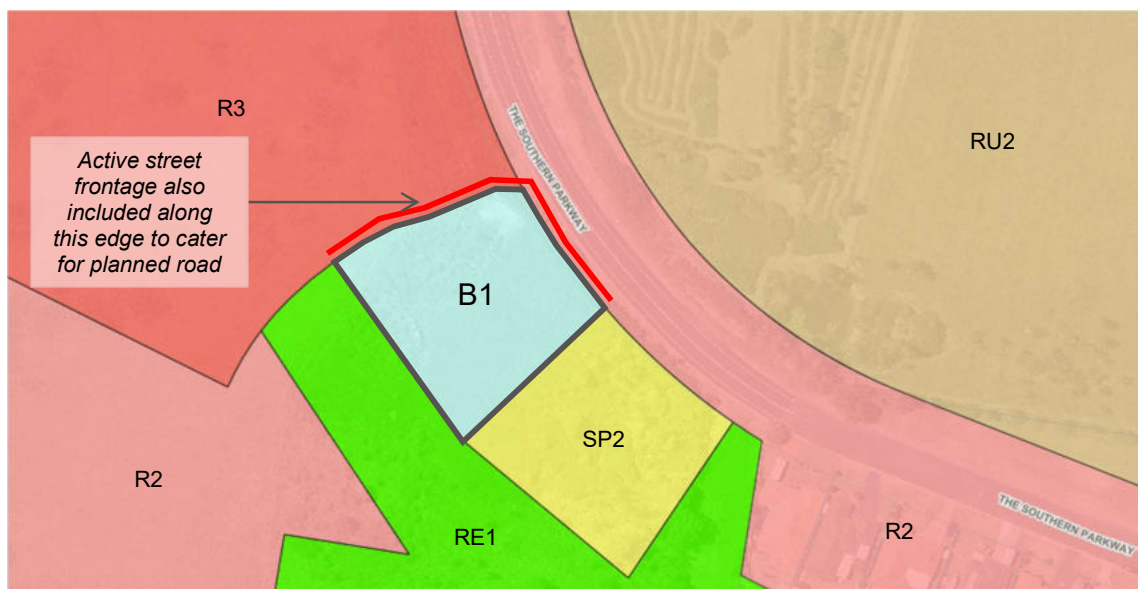 R3
THE SOUTHERN PARKWAY
RU2
Active street
frontage also
included along
this edge to cater
for planned road
B1
SP2
R2
RE1
R2
THE SOUTHERN PARKWAY